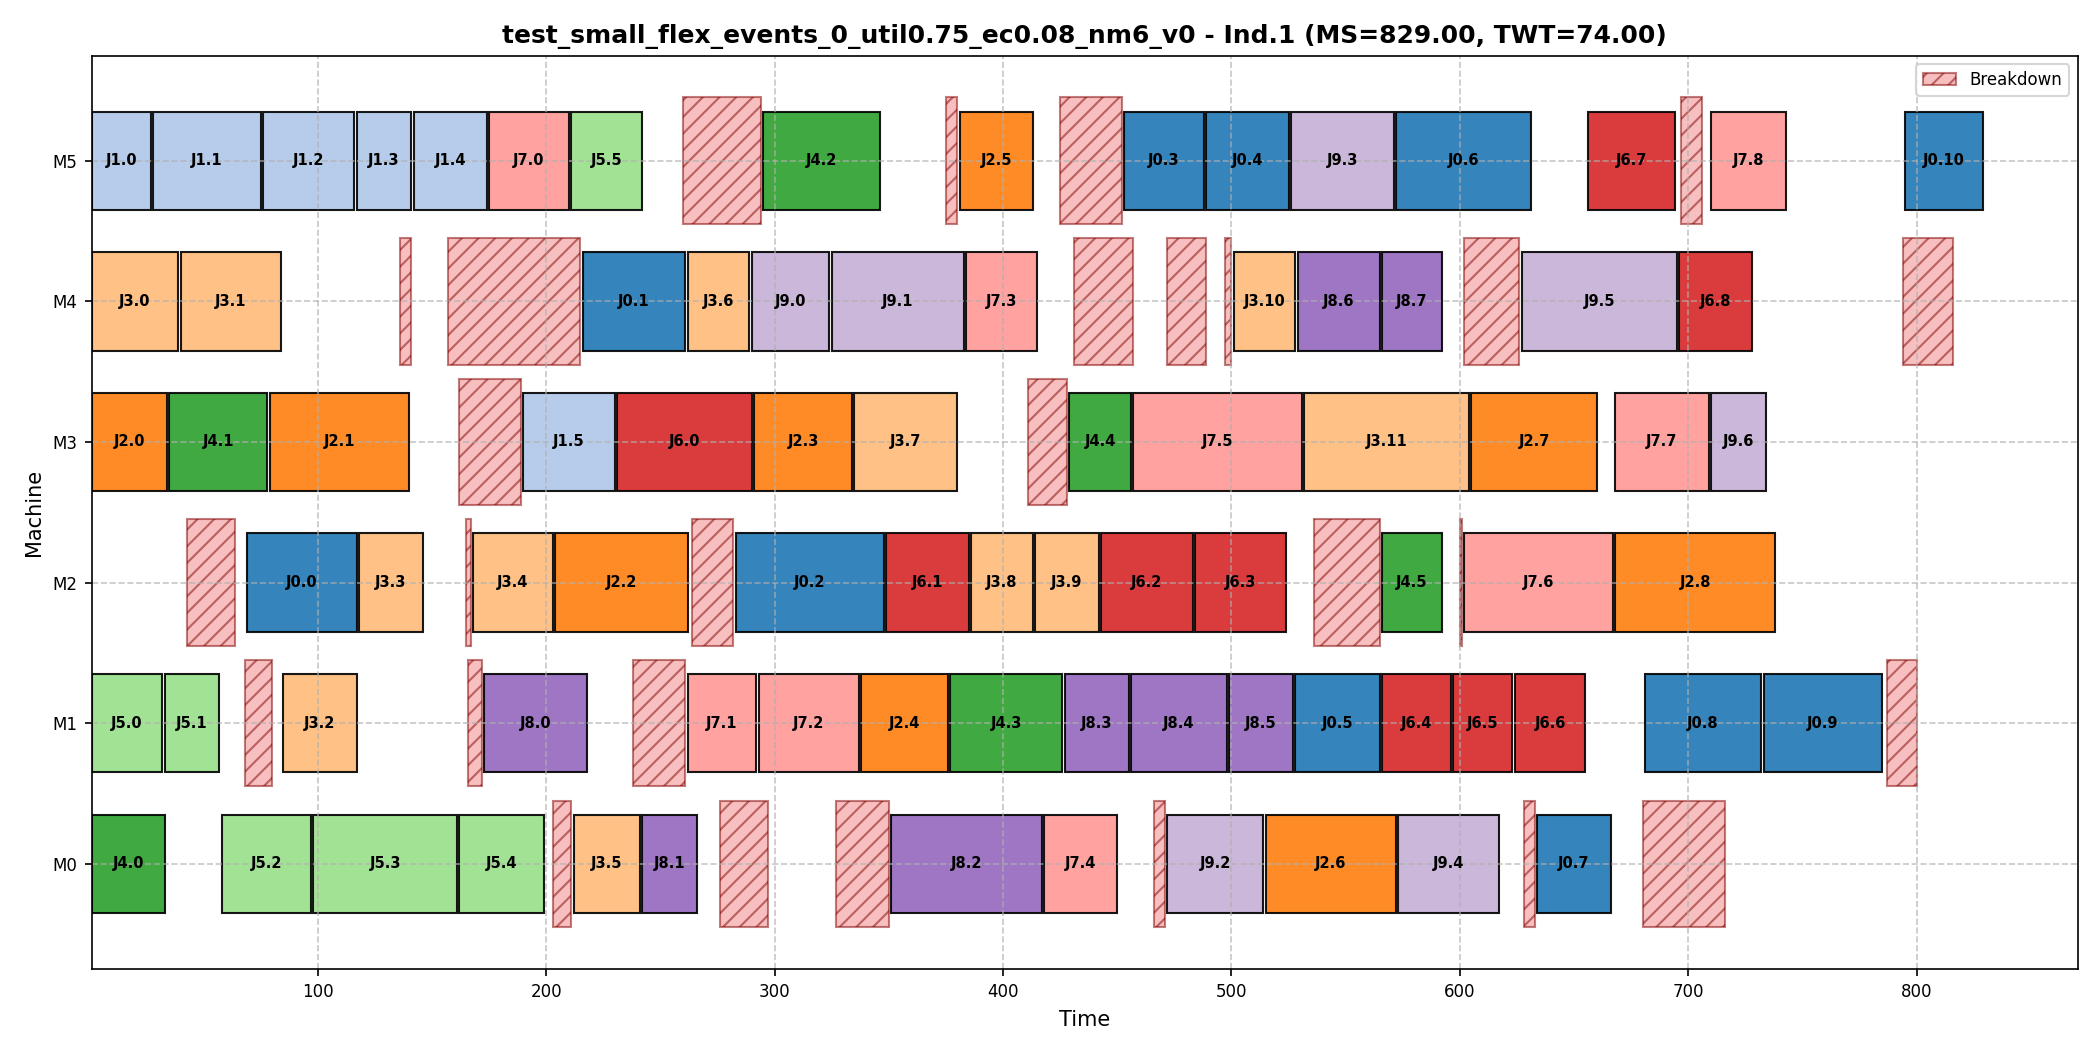 test_small_flex_events_0_util0.75_ec0.08_nm6_v0 - Ind.1 (MS=829.00, TWT=74.00)
Breakdown
M5
J1.0 J1.1 J1.2 J1.3 J1.4 J7.0 J5.5 J4.2 J2.5 J0.3 J0.4 J9.3 J0.6 J6.7 J7.8 J0.10
M4
J3.0 J3.1 J0.1 J3.6 J9.0 J9.1 J7.3 J3.10 J8.6 J8.7 J9.5 J6.8
M3
J2.0 J4.1 J2.1 J1.5 J6.0 J2.3 J3.7 J4.4 J7.5 J3.11 J2.7 J7.7 J9.6
M2
J0.0 J3.3 J3.4 J2.2 J0.2 J6.1 J3.8 J3.9 J6.2 J6.3 J4.5 J7.6 J2.8
M1
J5.0 J5.1 J3.2 J8.0 J7.1 J7.2 J2.4 J4.3 J8.3 J8.4 J8.5 J0.5 J6.4 J6.5 J6.6 J0.8 J0.9
M0
J4.0 J5.2 J5.3 J5.4 J3.5 J8.1 J8.2 J7.4 J9.2 J2.6 J9.4 J0.7
Machine
100 200 300 400 500 600 700 800
Time